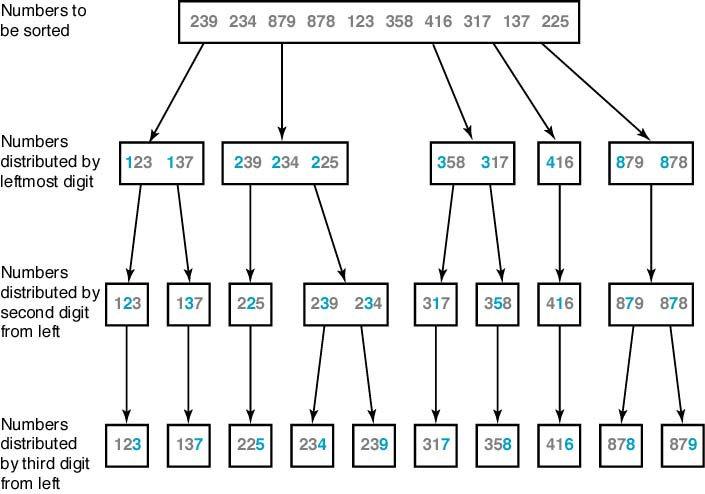 Numbers to
be sorted
239 234 879 878 123 358 416 317 137 225
Numbers
distributed by
leftmost digit
123 137 239 234 225 358 317 416 879 878
Numbers
distributed by
second digit
from left
123 137 225 239 234 317 358 416 879 878
Numbers
distributed
by third digit
from left
123 137 225 234 239 317 358 416 878 879